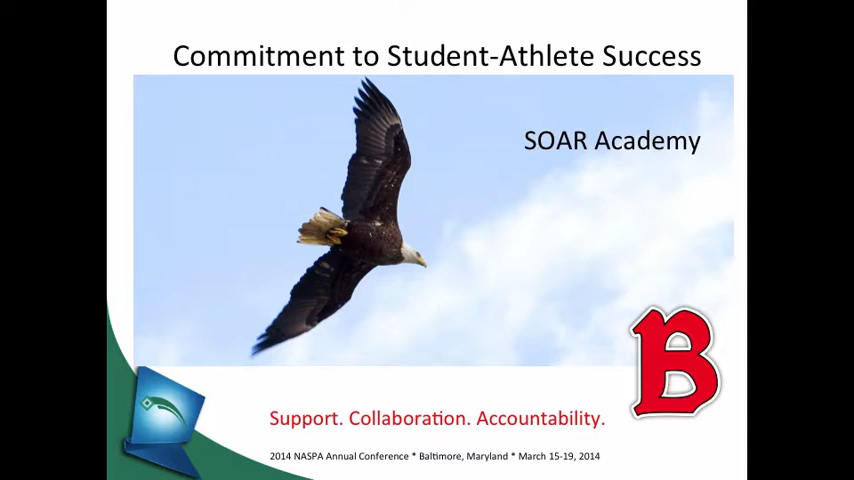 Commitment to Student-Athlete Success
SOAR Academy
B
Support. Collaboration. Accountability.
2014 NASPA Annual Conference * Baltimore, Maryland * March 15-19, 2014